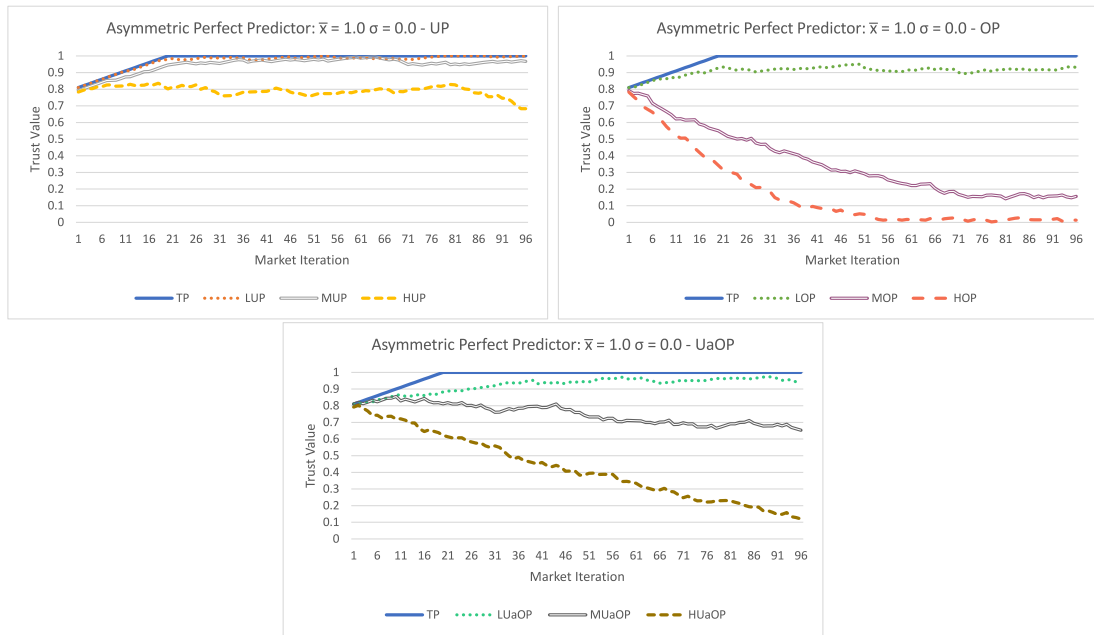 Asymmetric Perfect Predictor: x̅ = 1.0 σ = 0.0 - UP
Trust Value
1
0.9
0.8
0.7
0.6
0.5
0.4
0.3
0.2
0.1
0
1 6 11 16 21 26 31 36 41 46 51 56 61 66 71 76 81 86 91 96
Market Iteration
TP LUP MUP HUP
Asymmetric Perfect Predictor: x̅ = 1.0 σ = 0.0 - OP
Trust Value
1
0.9
0.8
0.7
0.6
0.5
0.4
0.3
0.2
0.1
0
1 6 11 16 21 26 31 36 41 46 51 56 61 66 71 76 81 86 91 96
Market Iteration
TP LOP MOP HOP
Asymmetric Perfect Predictor: x̅ = 1.0 σ = 0.0 - UaOP
Trust Value
1
0.9
0.8
0.7
0.6
0.5
0.4
0.3
0.2
0.1
0
1 6 11 16 21 26 31 36 41 46 51 56 61 66 71 76 81 86 91 96
Market Iteration
TP LUaOP MUaOP HUaOP